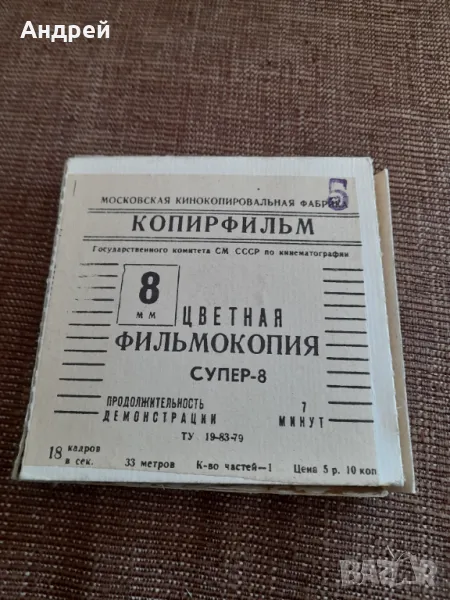 Андрей
5
МОСКОВСКАЯ КИНОКОПИРОВАЛЬНАЯ ФАБРИКА
КОПИРФИЛЬМ
Государственного комитета СМ СССР по кинематографии
8
мм
ЦВЕТНАЯ
ФИЛЬМОКОПИЯ
СУПЕР-8
ПРОДОЛЖИТЕЛЬНОСТЬ
ДЕМОНСТРАЦИИ
7
МИНУТ
ТУ 19-83-79
18 кадров
в сек.
33 метров
К-во частей—1
Цена 5 р. 10 коп
BAZAR